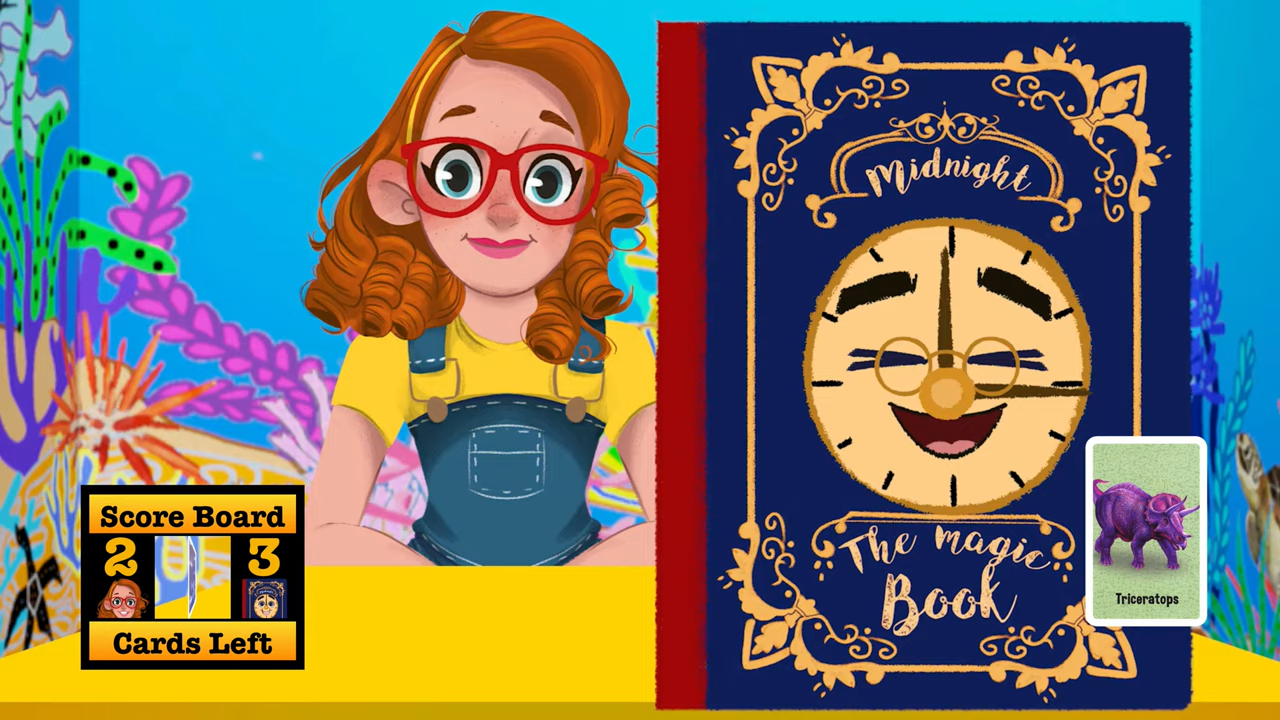 Midnight
The magic
Book
Score Board
2 3
Cards Left
Triceratops